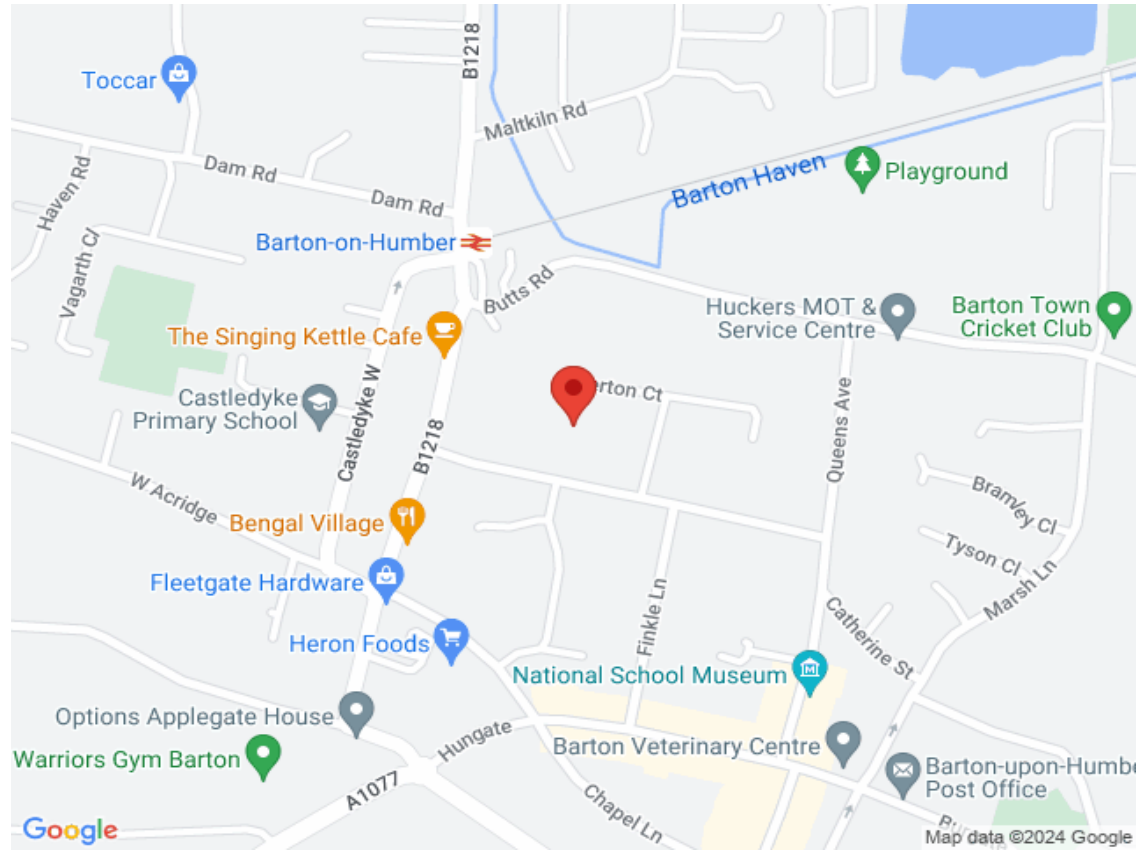 B1218
Toccar
Maltkiln Rd
Haven Rd
Dam Rd
Dam Rd
Barton Haven
Playground
Vagarth Cl
Barton-on-Humber
Butts Rd
Huckers MOT &
Service Centre
Barton Town
Cricket Club
The Singing Kettle Cafe
Castledyke W
Castledyke
Primary School
erton Ct
Queens Ave
B1218
W Acridge
Bramley Cl
Bengal Village
Tyson Cl
Fleetgate Hardware
Marsh Ln
Finkle Ln
Catherine St
Heron Foods
National School Museum
Options Applegate House
Hungate
Barton Veterinary Centre
Warriors Gym Barton
A1077
Barton-upon-Humbe
Post Office
Chapel Ln
Google
Map data ©2024 Google